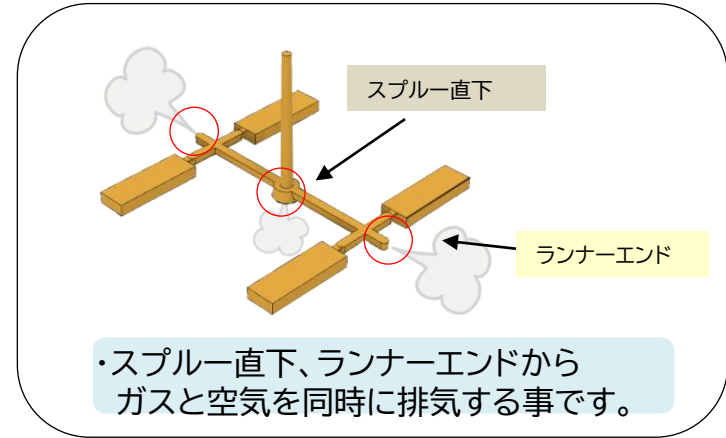 スプルー直下
ランナーエンド
・スプルー直下、ランナーエンドから
ガスと空気を同時に排気する事です。